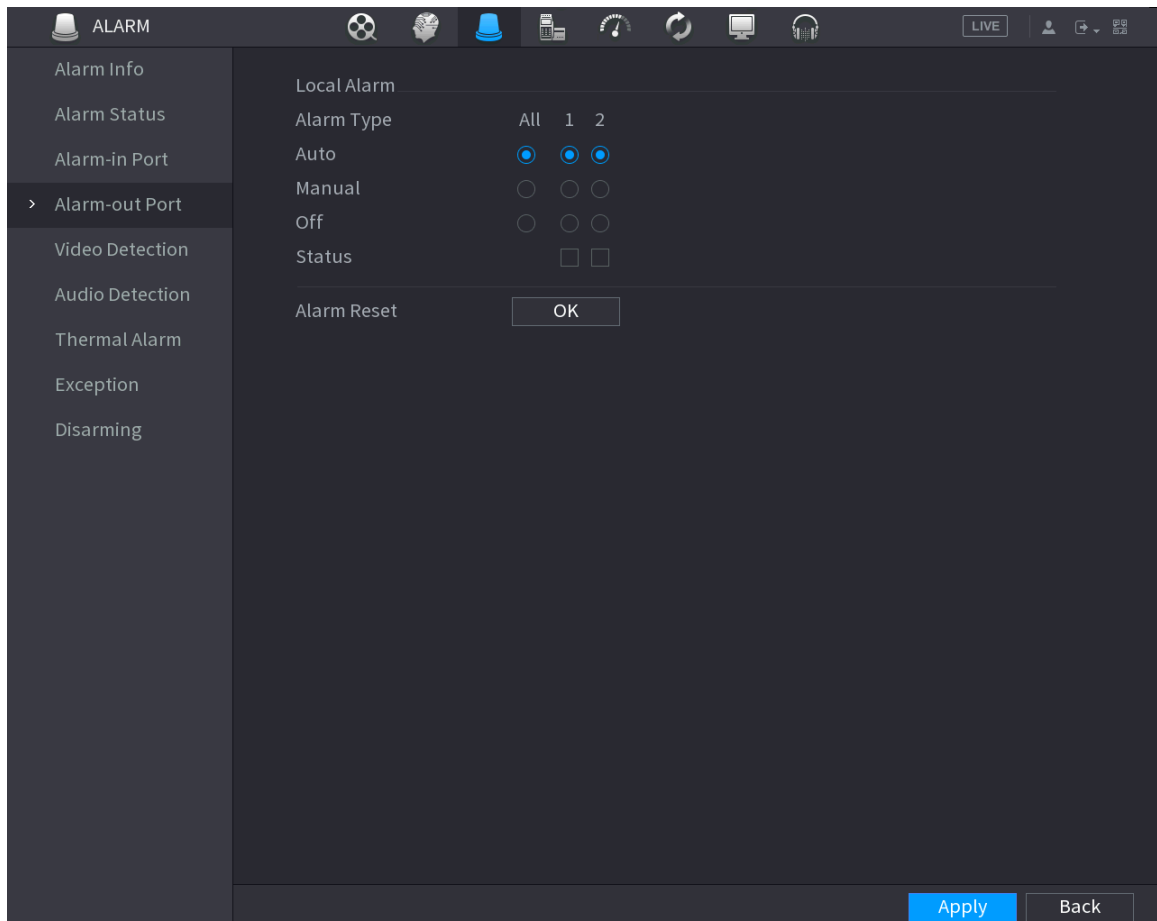 ALARM
LIVE
Alarm Info
Alarm Status
Alarm-in Port
> Alarm-out Port
Video Detection
Audio Detection
Thermal Alarm
Exception
Disarming
Local Alarm
Alarm Type All 1 2
Auto
Manual
Off
Status
Alarm Reset OK
Apply Back